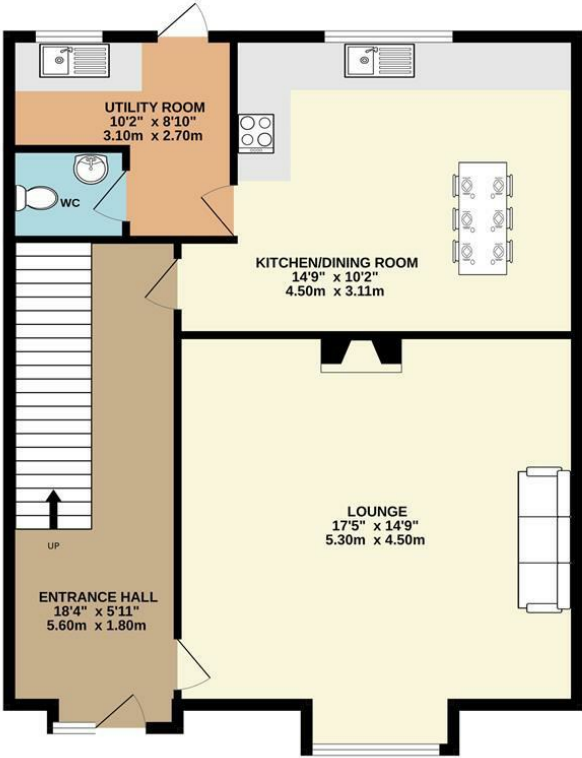 UTILITY ROOM
10'2" x 8'10"
3.10m x 2.70m
WC
KITCHEN/DINING ROOM
14'9" x 10'2"
4.50m x 3.11m
LOUNGE
17'5" x 14'9"
5.30m x 4.50m
UP
ENTRANCE HALL
18'4" x 5'11"
5.60m x 1.80m